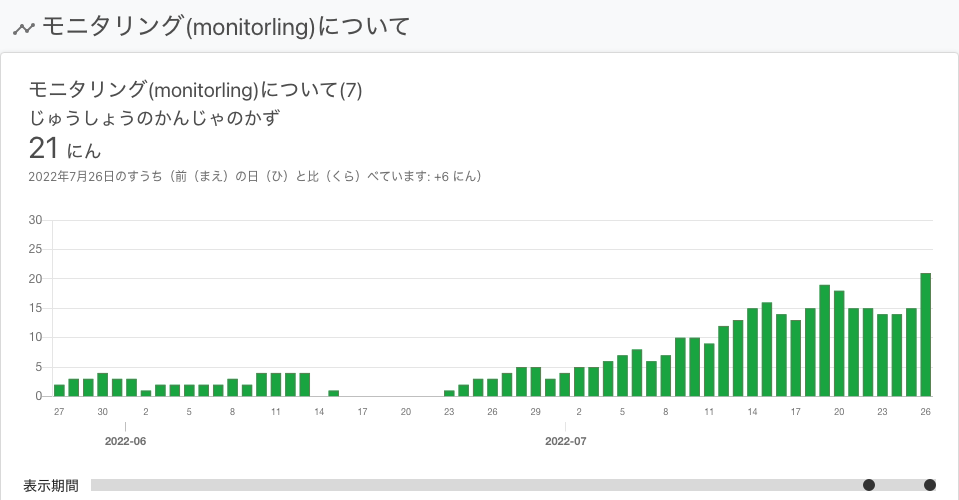 モニタリング(monitorling)について
モニタリング(monitorling)について(7)
じゅうしょうのかんじゃのかず
21 にん
2022年7月26日のすうち（前（まえ）の日（ひ）と比（くら）べています: +6 にん）
30
25
20
15
10
5
0
27 30 2 5 8 11 14 17 20 23 26 29 2 5 8 11 14 17 20 23 26
2022-06 2022-07
表示期間